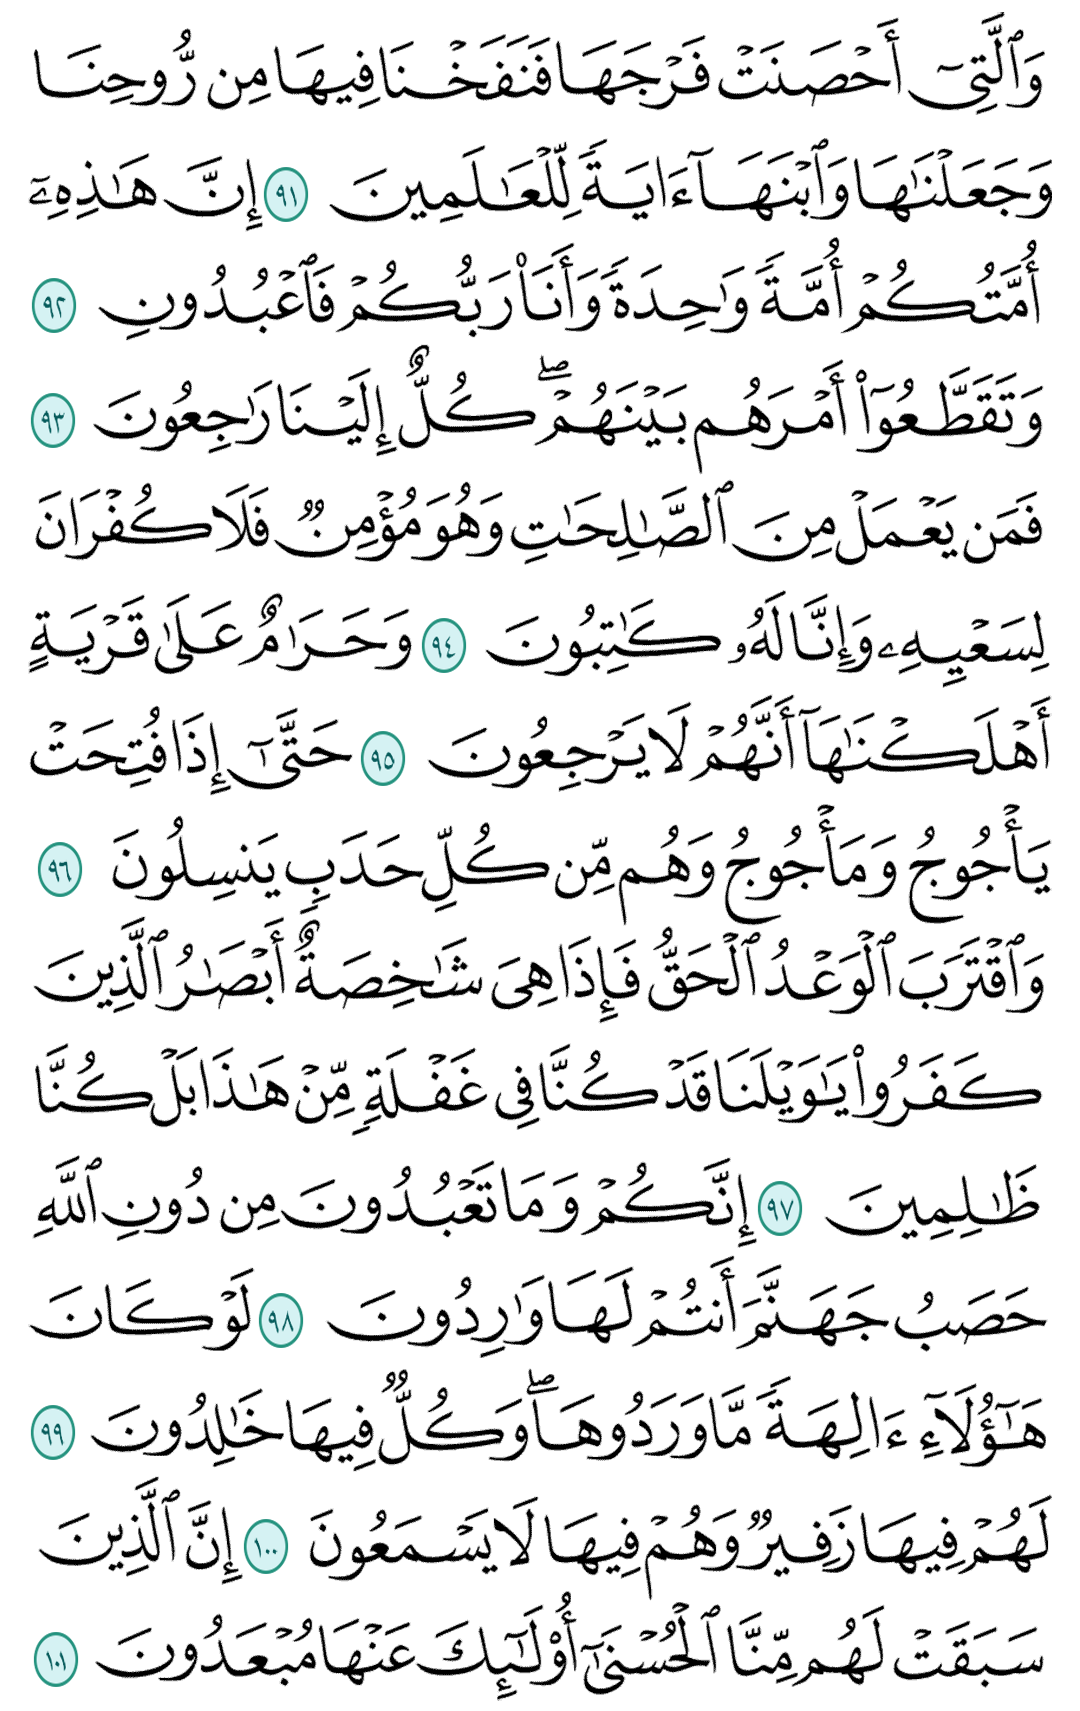 وَٱلَّتِىٓ أَحۡصَنَتۡ فَرۡجَهَا فَنَفَخۡنَا فِيهَا مِن رُّوحِنَا
وَجَعَلۡنَٰهَا وَٱبۡنَهَآ ءَايَةٗ لِّلۡعَٰلَمِينَ ٩١ إِنَّ هَٰذِهِۦٓ
أُمَّتُكُمۡ أُمَّةٗ وَٰحِدَةٗ وَأَنَا۠ رَبُّكُمۡ فَٱعۡبُدُونِ ٩٢
وَتَقَطَّعُوٓاْ أَمۡرَهُم بَيۡنَهُمۡۖ كُلٌّ إِلَيۡنَا رَٰجِعُونَ ٩٣
فَمَن يَعۡمَلۡ مِنَ ٱلصَّٰلِحَٰتِ وَهُوَ مُؤۡمِنٞ فَلَا كُفۡرَانَ
لِسَعۡيِهِۦ وَإِنَّا لَهُۥ كَٰتِبُونَ ٩٤ وَحَرَٰمٌ عَلَىٰ قَرۡيَةٍ
أَهۡلَكۡنَٰهَآ أَنَّهُمۡ لَا يَرۡجِعُونَ ٩٥ حَتَّىٰٓ إِذَا فُتِحَتۡ
يَأۡجُوجُ وَمَأۡجُوجُ وَهُم مِّن كُلِّ حَدَبٖ يَنسِلُونَ ٩٦
وَٱقۡتَرَبَ ٱلۡوَعۡدُ ٱلۡحَقُّ فَإِذَا هِىَ شَٰخِصَةٌ أَبۡصَٰرُ ٱلَّذِينَ
كَفَرُواْ يَٰوَيۡلَنَا قَدۡ كُنَّا فِى غَفۡلَةٖ مِّنۡ هَٰذَا بَلۡ كُنَّا
ظَٰلِمِينَ ٩٧ إِنَّكُمۡ وَمَا تَعۡبُدُونَ مِن دُونِ ٱللَّهِ
حَصَبُ جَهَنَّمَ أَنتُمۡ لَهَا وَٰرِدُونَ ٩٨ لَوۡ كَانَ
هَٰٓؤُلَآءِ ءَالِهَةٗ مَّا وَرَدُوهَاۖ وَكُلّٞ فِيهَا خَٰلِدُونَ ٩٩
لَهُمۡ فِيهَا زَفِيرٞ وَهُمۡ فِيهَا لَا يَسۡمَعُونَ ١٠٠ إِنَّ ٱلَّذِينَ
سَبَقَتۡ لَهُم مِّنَّا ٱلۡحُسۡنَىٰٓ أُوْلَٰٓئِكَ عَنۡهَا مُبۡعَدُونَ ١٠١